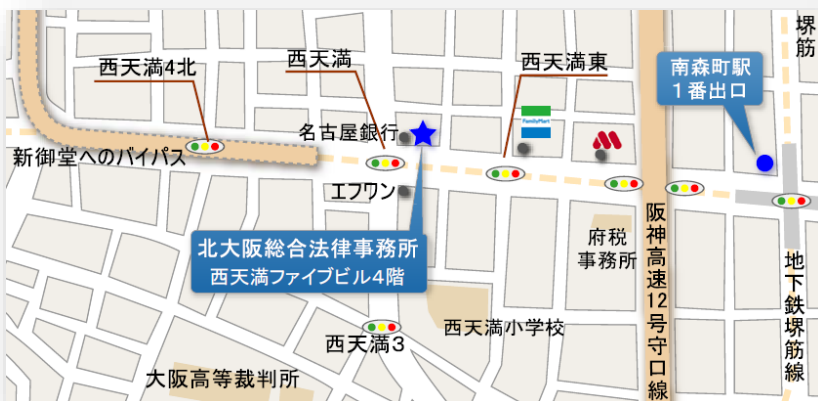 西天満4北
西天満
西天満東
南森町駅
1番出口
堺筋
名古屋銀行
FamilyMart
新御堂へのバイパス
エフワン
北大阪総合法律事務所
西天満ファイブビル4階
府税
事務所
阪神高速12号守口線
地下鉄堺筋線
西天満小学校
西天満3
大阪高等裁判所